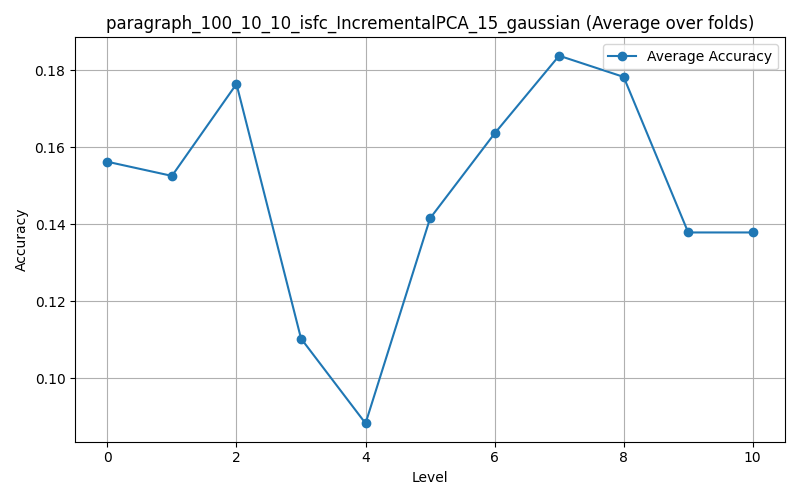 paragraph_100_10_10_isfc_IncrementalPCA_15_gaussian (Average over folds)
Average Accuracy
0.18
0.16
0.14
0.12
0.10
Accuracy
0 2 4 6 8 10
Level